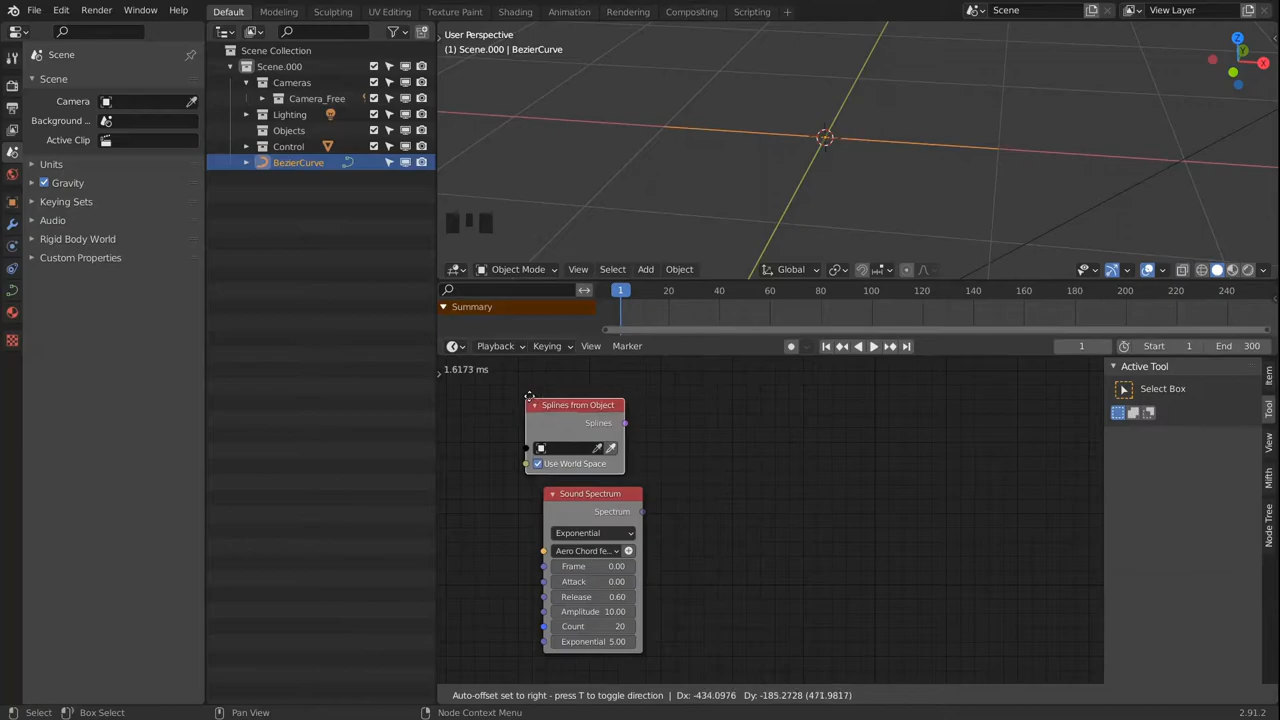 File Edit Render Window Help
Default Modeling Sculpting UV Editing Texture Paint Shading Animation Rendering Compositing Scripting +
Scene
View Layer
Scene
Scene
Camera
Background ...
Active Clip
Units
Gravity
Keying Sets
Audio
Rigid Body World
Custom Properties
Scene Collection
Scene.000
Cameras
Camera_Free
Lighting
Objects
Control
BezierCurve
User Perspective
(1) Scene.000 | BezierCurve
Z
Y
X
Object Mode View Select Add Object Global
1 20 40 60 80 100 120 140 160 180 200 220 240
Summary
Playback Keying View Marker 1 Start 1 End 300
1.6173 ms
Splines from Object
Splines
Use World Space
Sound Spectrum
Spectrum
Exponential
Aero Chord fe...
Frame 0.00
Attack 0.00
Release 0.60
Amplitude 10.00
Count 20
Exponential 5.00
Active Tool
Select Box
Item
Tool
View
Mifth
Node Tree
Auto-offset set to right - press T to toggle direction | Dx: -434.0976 Dy: -185.2728 (471.9817)
Select Box Select Pan View Node Context Menu 2.91.2